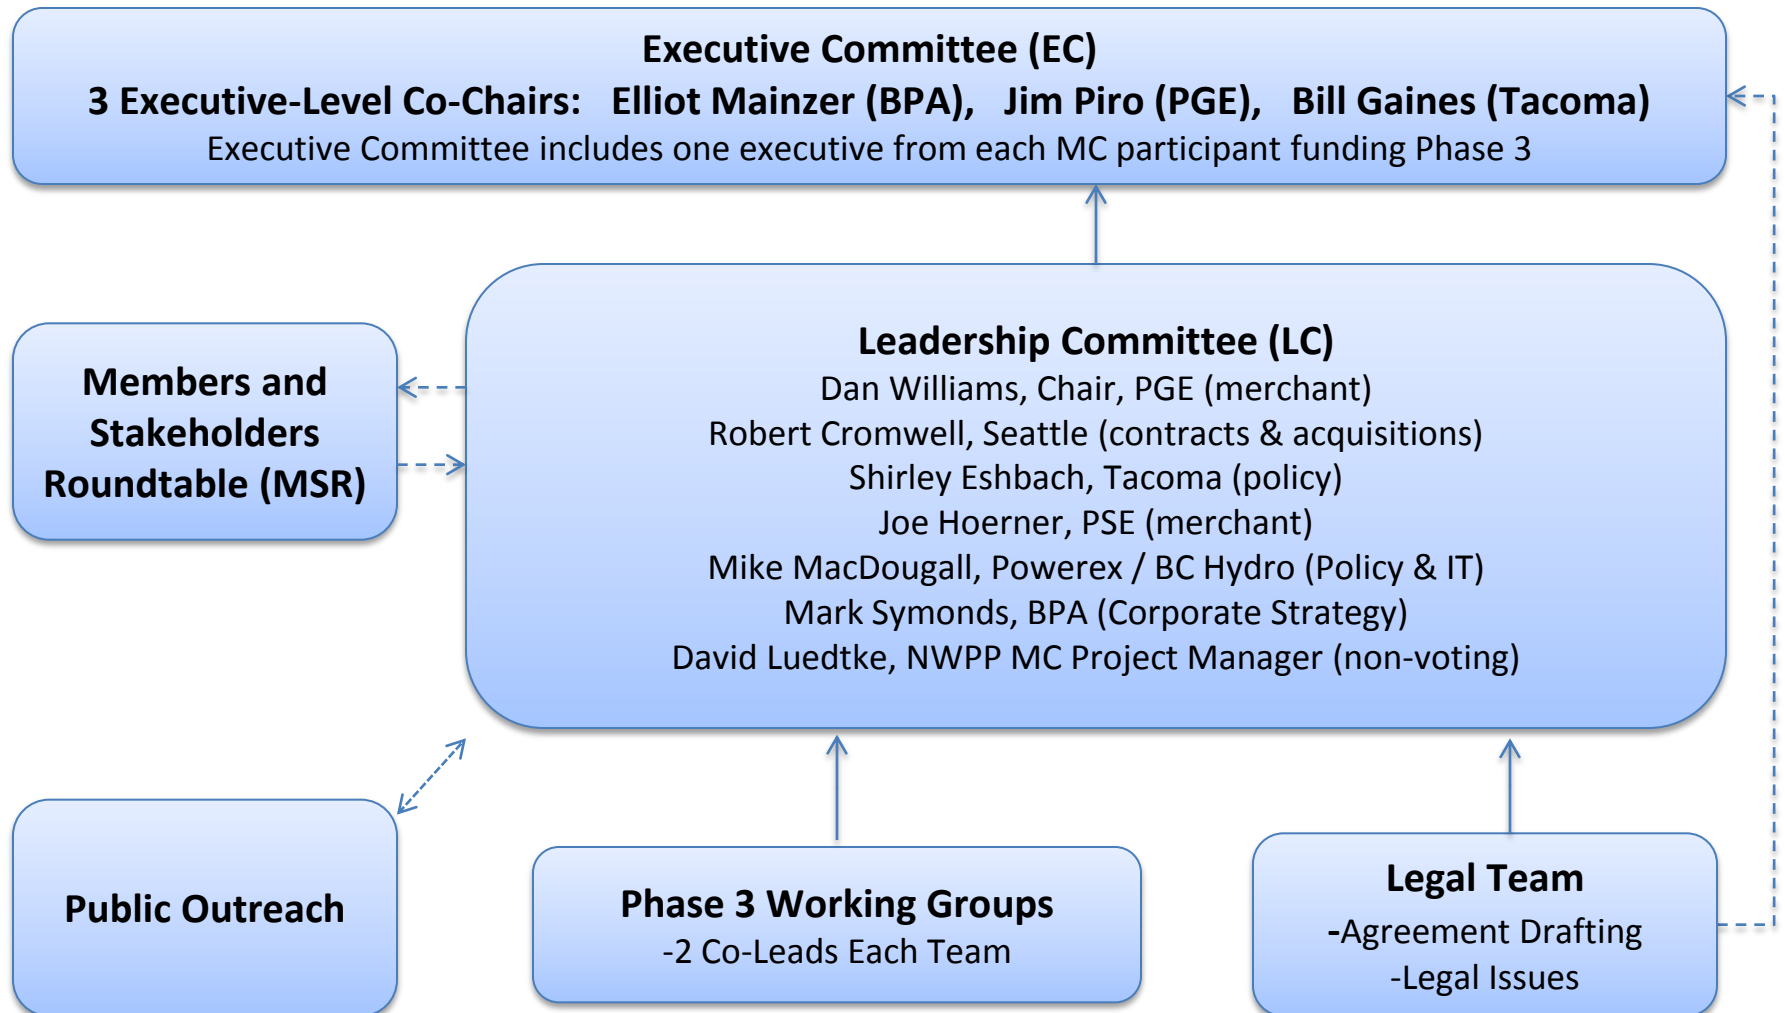 Executive Committee (EC)
3 Executive-Level Co-Chairs: Elliot Mainzer (BPA), Jim Piro (PGE), Bill Gaines (Tacoma)
Executive Committee includes one executive from each MC participant funding Phase 3
Members and
Stakeholders
Roundtable (MSR)
Leadership Committee (LC)
Dan Williams, Chair, PGE (merchant)
Robert Cromwell, Seattle (contracts & acquisitions)
Shirley Eshbach, Tacoma (policy)
Joe Hoerner, PSE (merchant)
Mike MacDougall, Powerex / BC Hydro (Policy & IT)
Mark Symonds, BPA (Corporate Strategy)
David Luedtke, NWPP MC Project Manager (non-voting)
Public Outreach
Phase 3 Working Groups
-2 Co-Leads Each Team
Legal Team
-Agreement Drafting
-Legal Issues